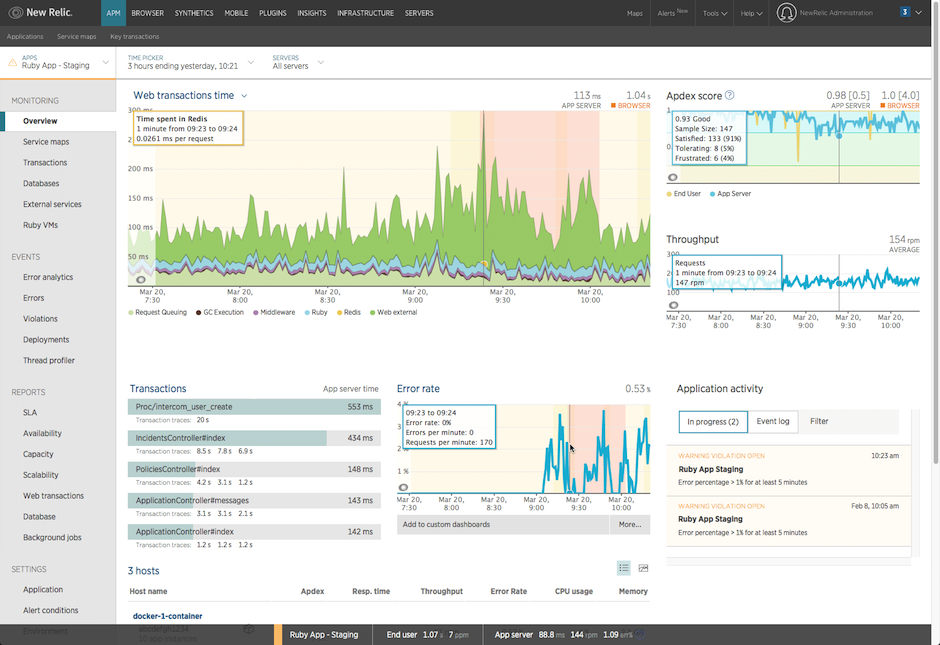 New Relic.
APM BROWSER SYNTHETICS MOBILE PLUGINS INSIGHTS INFRASTRUCTURE SERVERS
Maps Alerts New Tools Help NewRelic Administration 3
Applications Service maps Key transactions
APPS
Ruby App - Staging
TIME PICKER
3 hours ending yesterday, 10:21
SERVERS
All servers
MONITORING
Overview
Service maps
Transactions
Databases
External services
Ruby VMs
EVENTS
Error analytics
Errors
Violations
Deployments
Thread profiler
REPORTS
SLA
Availability
Capacity
Scalability
Web transactions
Database
Background jobs
SETTINGS
Application
Alert conditions
Environment
Web transactions time
113 ms
APP SERVER
1.04 s
BROWSER
300 ms
Time spent in Redis
1 minute from 09:23 to 09:24
0.0261 ms per request
200 ms
150 ms
100 ms
50 ms
Mar 20, 7:30
Mar 20, 8:00
Mar 20, 8:30
Mar 20, 9:00
Mar 20, 9:30
Mar 20, 10:00
Request Queuing GC Execution Middleware Ruby Redis Web external
Apdex score ?
0.98 [0.5]
APP SERVER
1.0 [4.0]
BROWSER
0.93 Good
Sample Size: 147
Satisfied: 133 (91%)
Tolerating: 8 (5%)
Frustrated: 6 (4%)
End User App Server
Throughput
154 rpm
AVERAGE
Requests
1 minute from 09:23 to 09:24
147 rpm
100
Mar 20, 7:30
Mar 20, 8:00
Mar 20, 8:30
Mar 20, 9:00
Mar 20, 9:30
Mar 20, 10:00
Transactions
App server time
Proc/intercom_user_create 553 ms
Transaction traces: 20 s
IncidentsController#index 434 ms
Transaction traces: 8.5 s 7.8 s 6.9 s
PoliciesController#index 148 ms
Transaction traces: 4.2 s 3.1 s 1.2 s
ApplicationController#messages 143 ms
Transaction traces: 3.1 s 3.1 s 2.1 s
ApplicationController#index 142 ms
Transaction traces: 1.2 s 1.2 s 1.2 s
Error rate
0.53 %
4 %
09:23 to 09:24
Error rate: 0%
Errors per minute: 0
Requests per minute: 170
1 %
Mar 20, 7:30
Mar 20, 8:00
Mar 20, 8:30
Mar 20, 9:00
Mar 20, 9:30
Mar 20, 10:00
Add to custom dashboards More...
Application activity
In progress (2) Event log Filter
WARNING VIOLATION OPEN 10:23 am
Ruby App Staging
Error percentage > 1% for at least 5 minutes
WARNING VIOLATION OPEN Feb 8, 10:05 am
Ruby App Staging
Error percentage > 1% for at least 5 minutes
3 hosts
Host name Apdex Resp. time Throughput Error Rate CPU usage Memory
docker-1-container
Ruby App - Staging End user 1.07 s 7 ppm App server 88.8 ms 144 rpm 1.09 err%